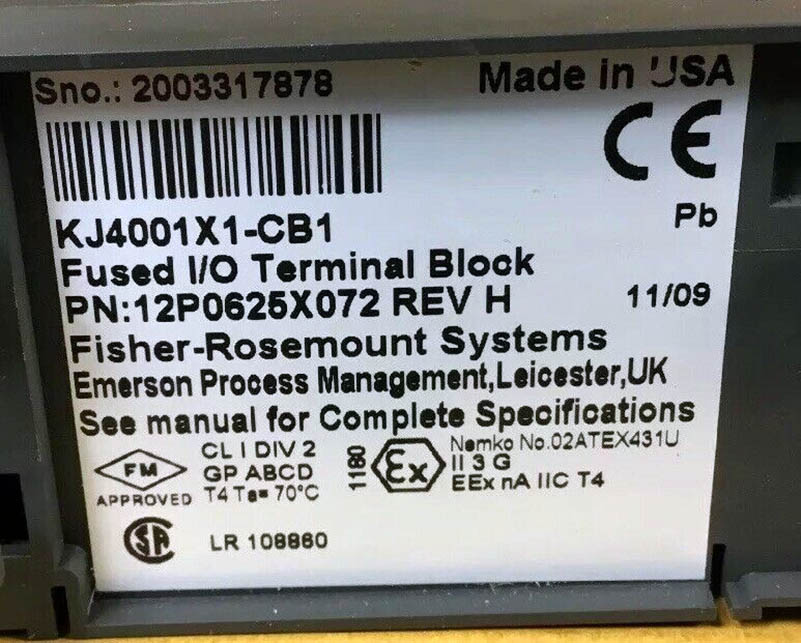 Sno.: 2003317878
Made in USA
CE
KJ4001X1-CB1
Pb
Fused I/O Terminal Block
PN:12P0625X072 REV H
11/09
Fisher-Rosemount Systems
Emerson Process Management,Leicester,UK
See manual for Complete Specifications
FM
APPROVED
CL I DIV 2
GP ABCD
T4 Ta= 70°C
1180
Ex
Nemko No.02ATEX431U
II 3 G
EEx nA IIC T4
SA
LR 108860